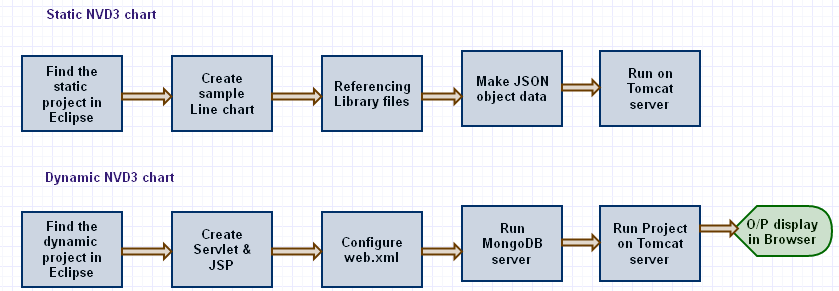 Static NVD3 chart
Find the
static
project in
Eclipse
Create
sample
Line chart
Referencing
Library files
Make JSON
object data
Run on
Tomcat
server
Dynamic NVD3 chart
Find the
dynamic
project in
Eclipse
Create
Servlet &
JSP
Configure
web.xml
Run
MongoDB
server
Run Project
on Tomcat
server
O/P display
in Browser